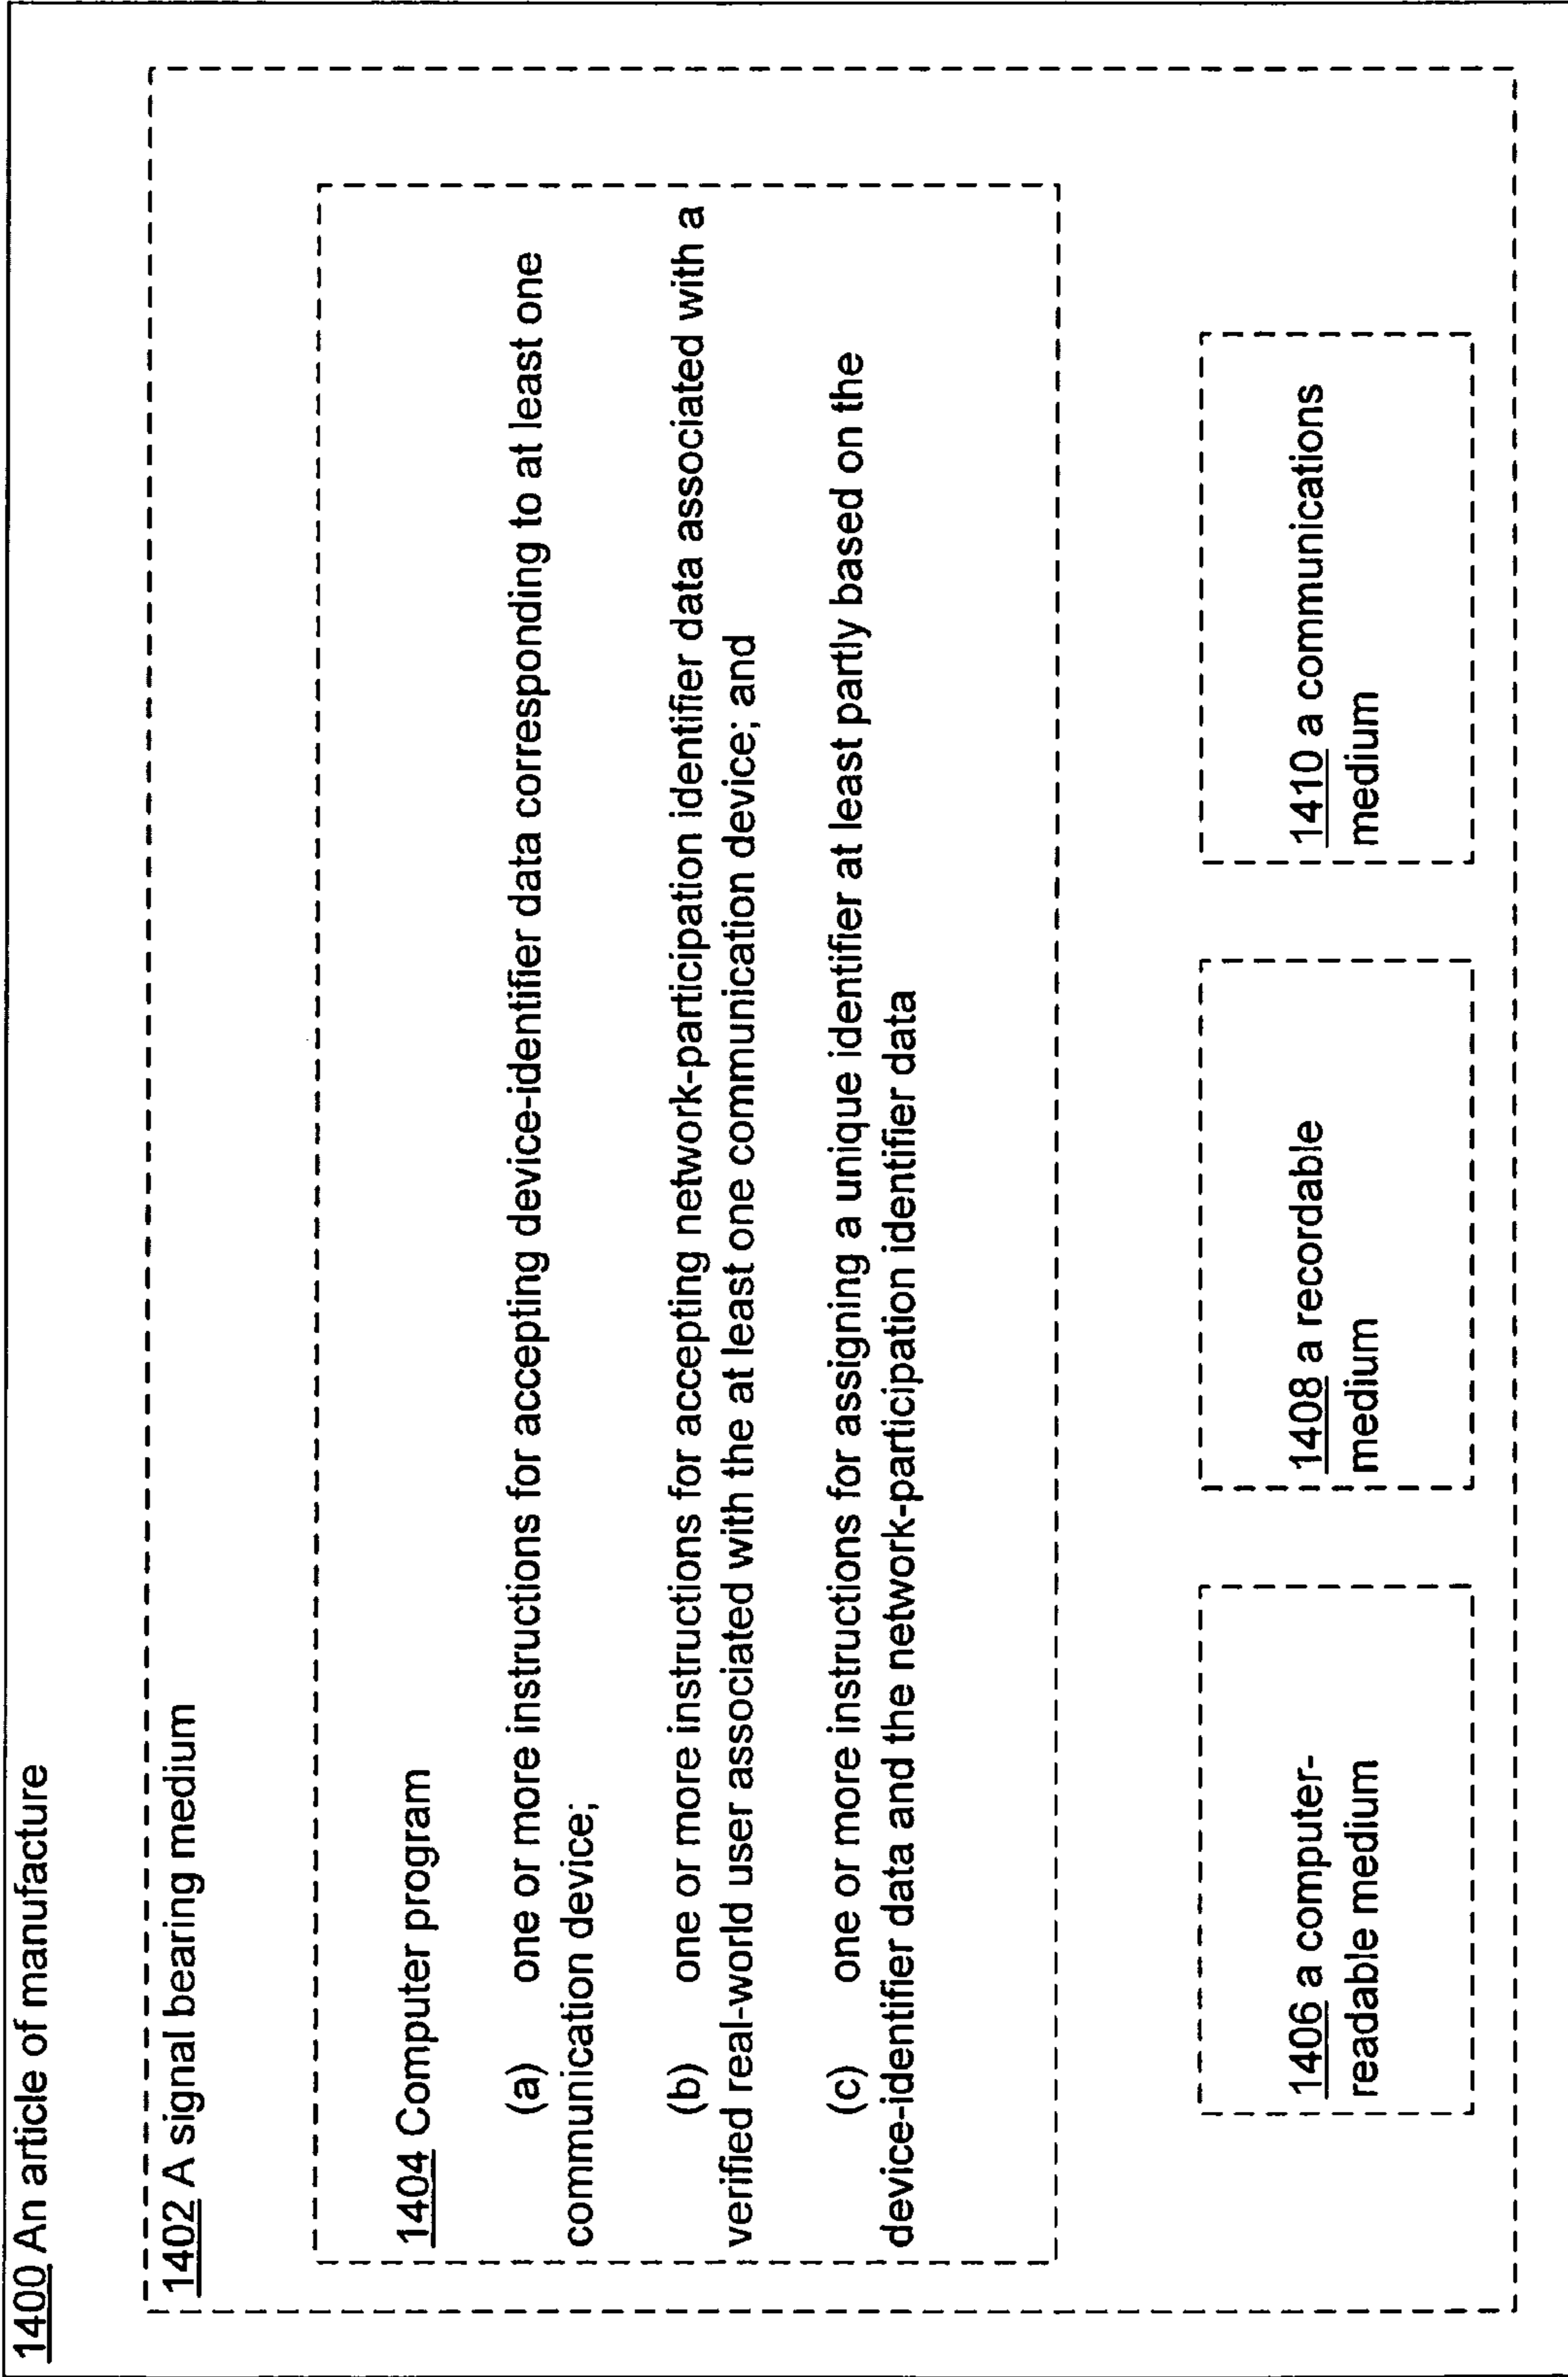 1400 An article of manufacture
1402 A signal bearing medium
1404 Computer program
(a) one or more instructions for accepting device-identifier data corresponding to at least one
communication device;
(b) one or more instructions for accepting network-participation identifier data associated with a
verified real-world user associated with the at least one communication device; and
(c) one or more instructions for assigning a unique identifier at least partly based on the
device-identifier data and the network-participation identifier data
1406 a computer-
readable medium
1408 a recordable
medium
1410 a communications
medium